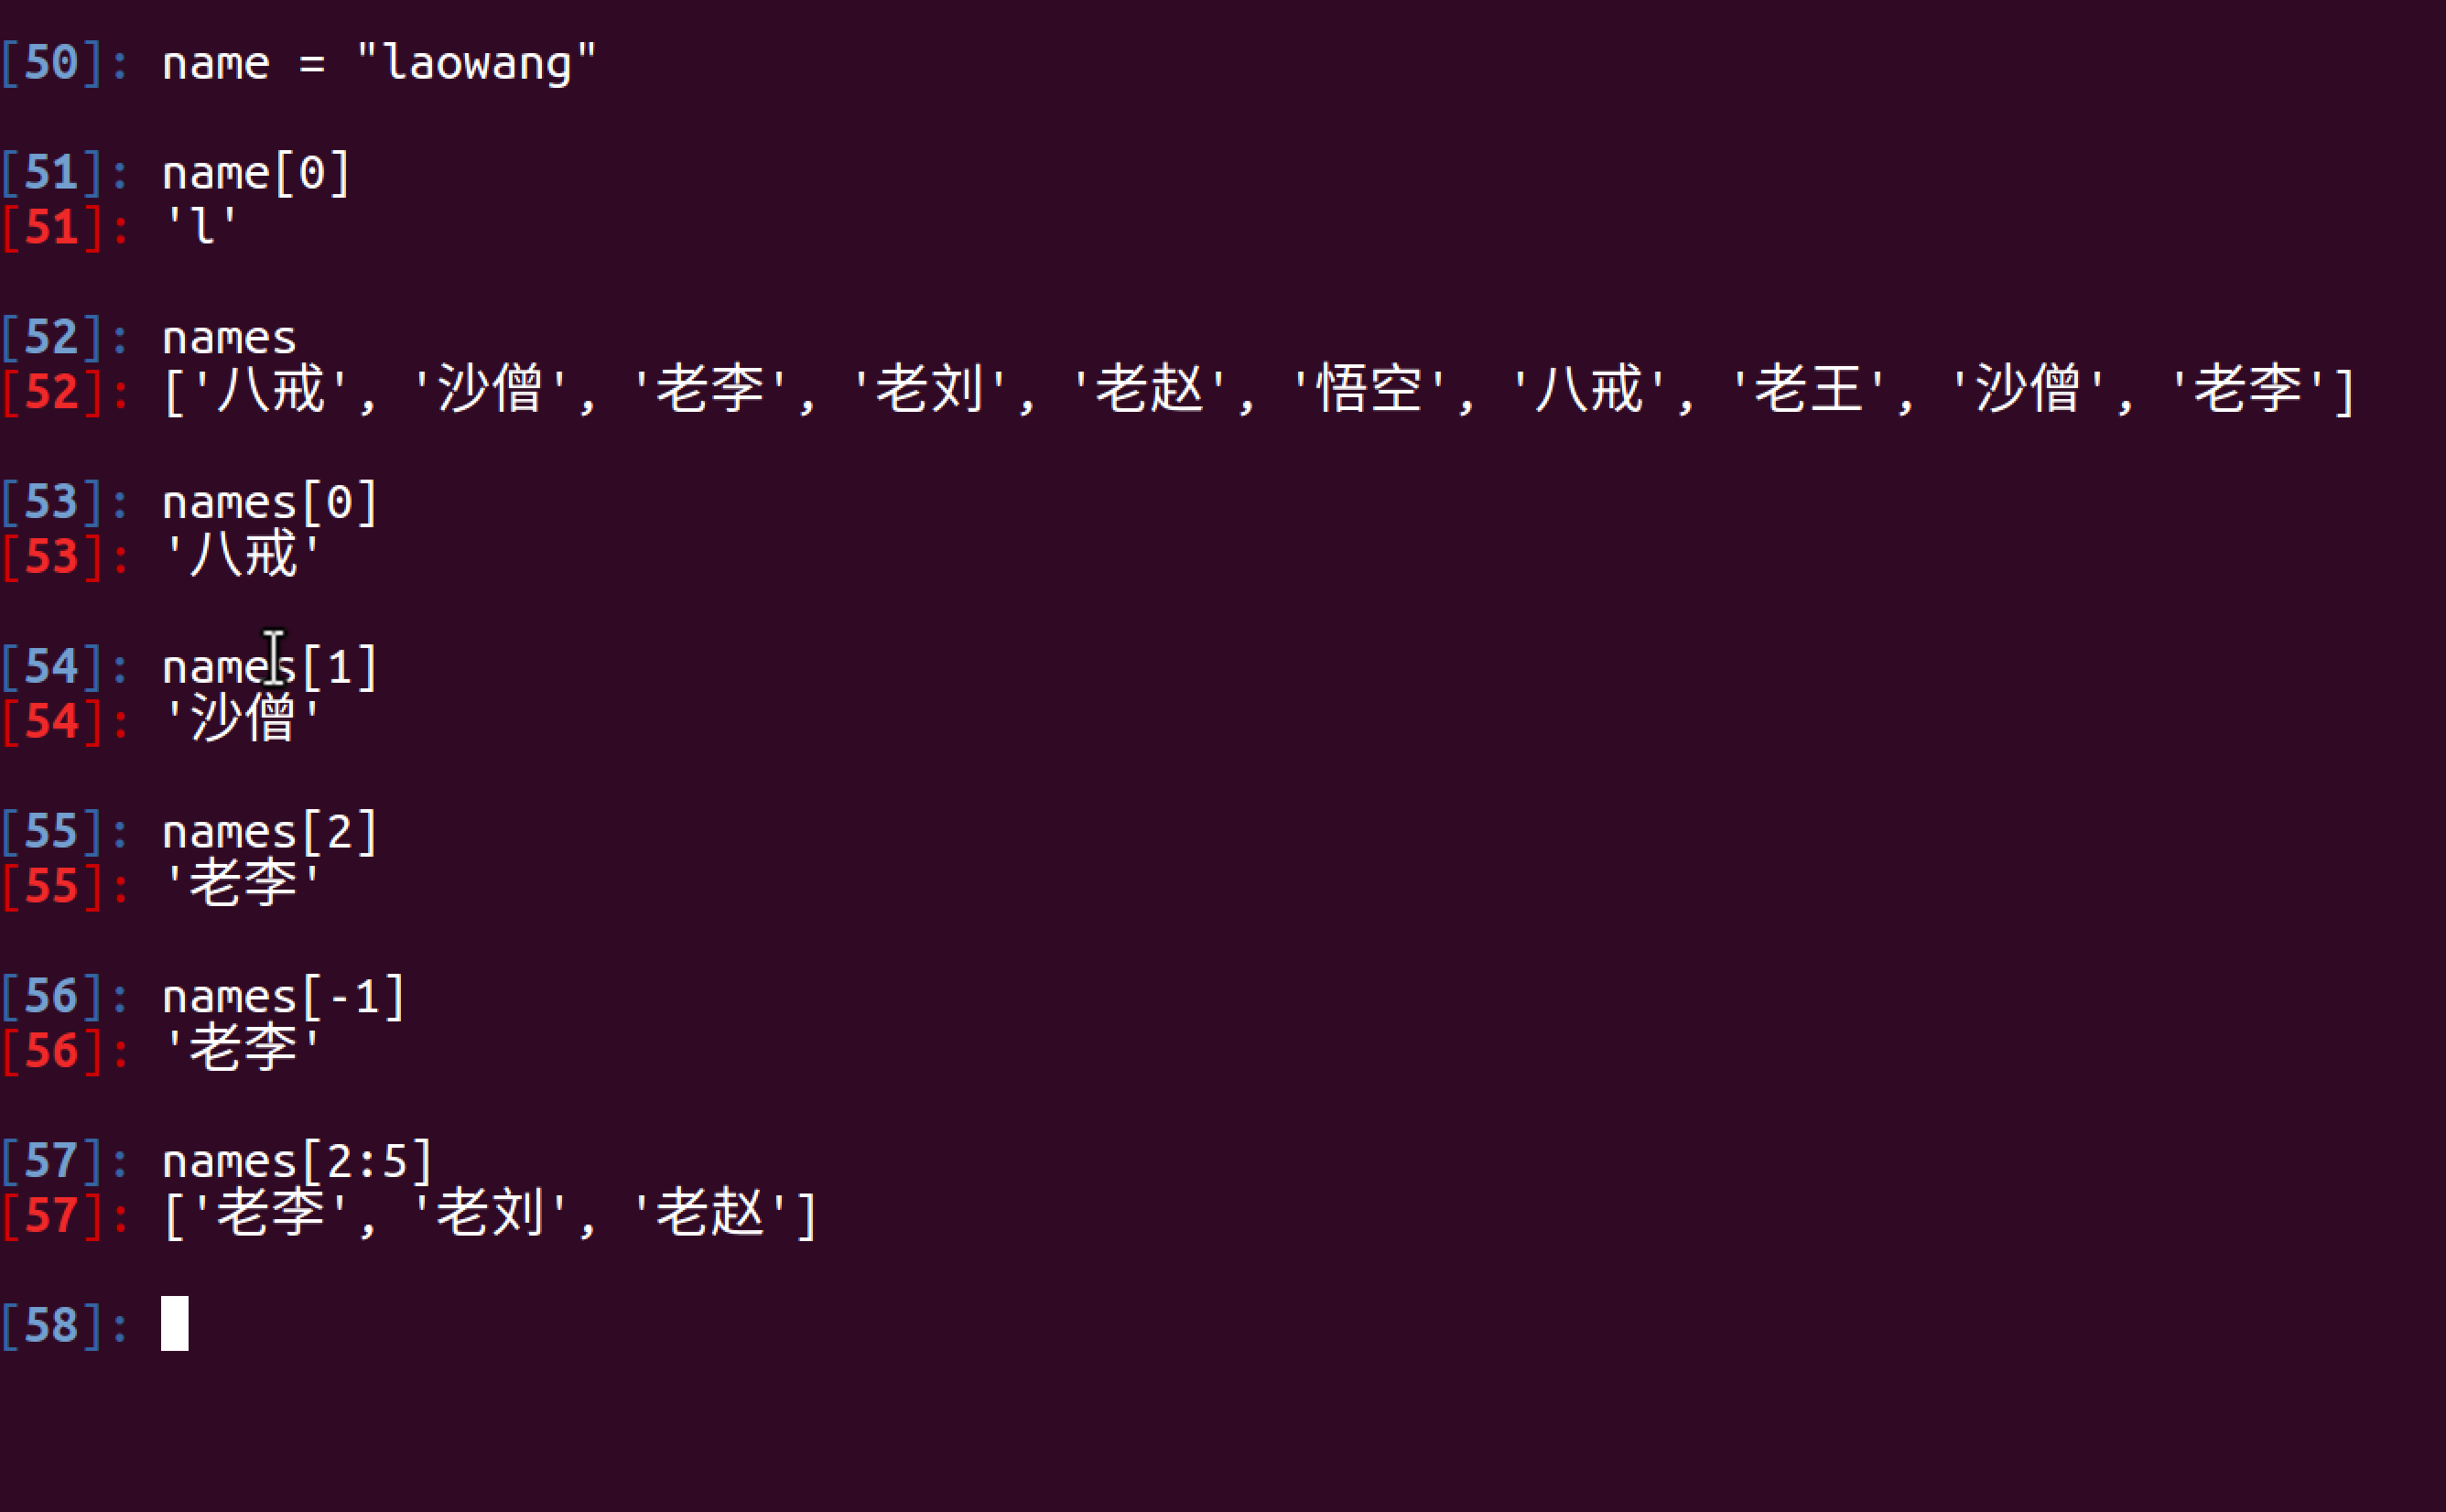 [50]: name = "laowang"
[51]: name[0]
[51]: 'l'
[52]: names
[52]: ['八戒', '沙僧', '老李', '老刘', '老赵', '悟空', '八戒', '老王', '沙僧', '老李']
[53]: names[0]
[53]: '八戒'
[54]: names[1]
[54]: '沙僧'
[55]: names[2]
[55]: '老李'
[56]: names[-1]
[56]: '老李'
[57]: names[2:5]
[57]: ['老李', '老刘', '老赵']
[58]: